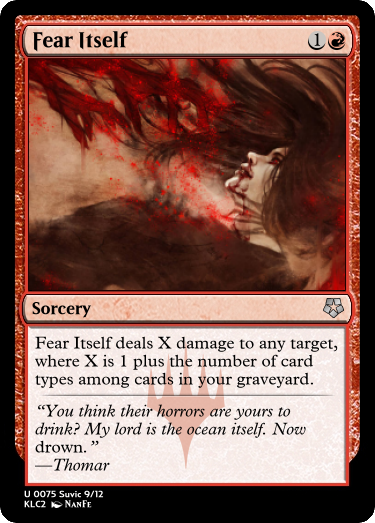 Fear Itself 1
Sorcery
Fear Itself deals X damage to any target,
where X is 1 plus the number of card
types among cards in your graveyard.
“You think their horrors are yours to
drink? My lord is the ocean itself. Now
drown.”
—Thomar
U 0075 Suvic 9/12
KLC2 NanFe